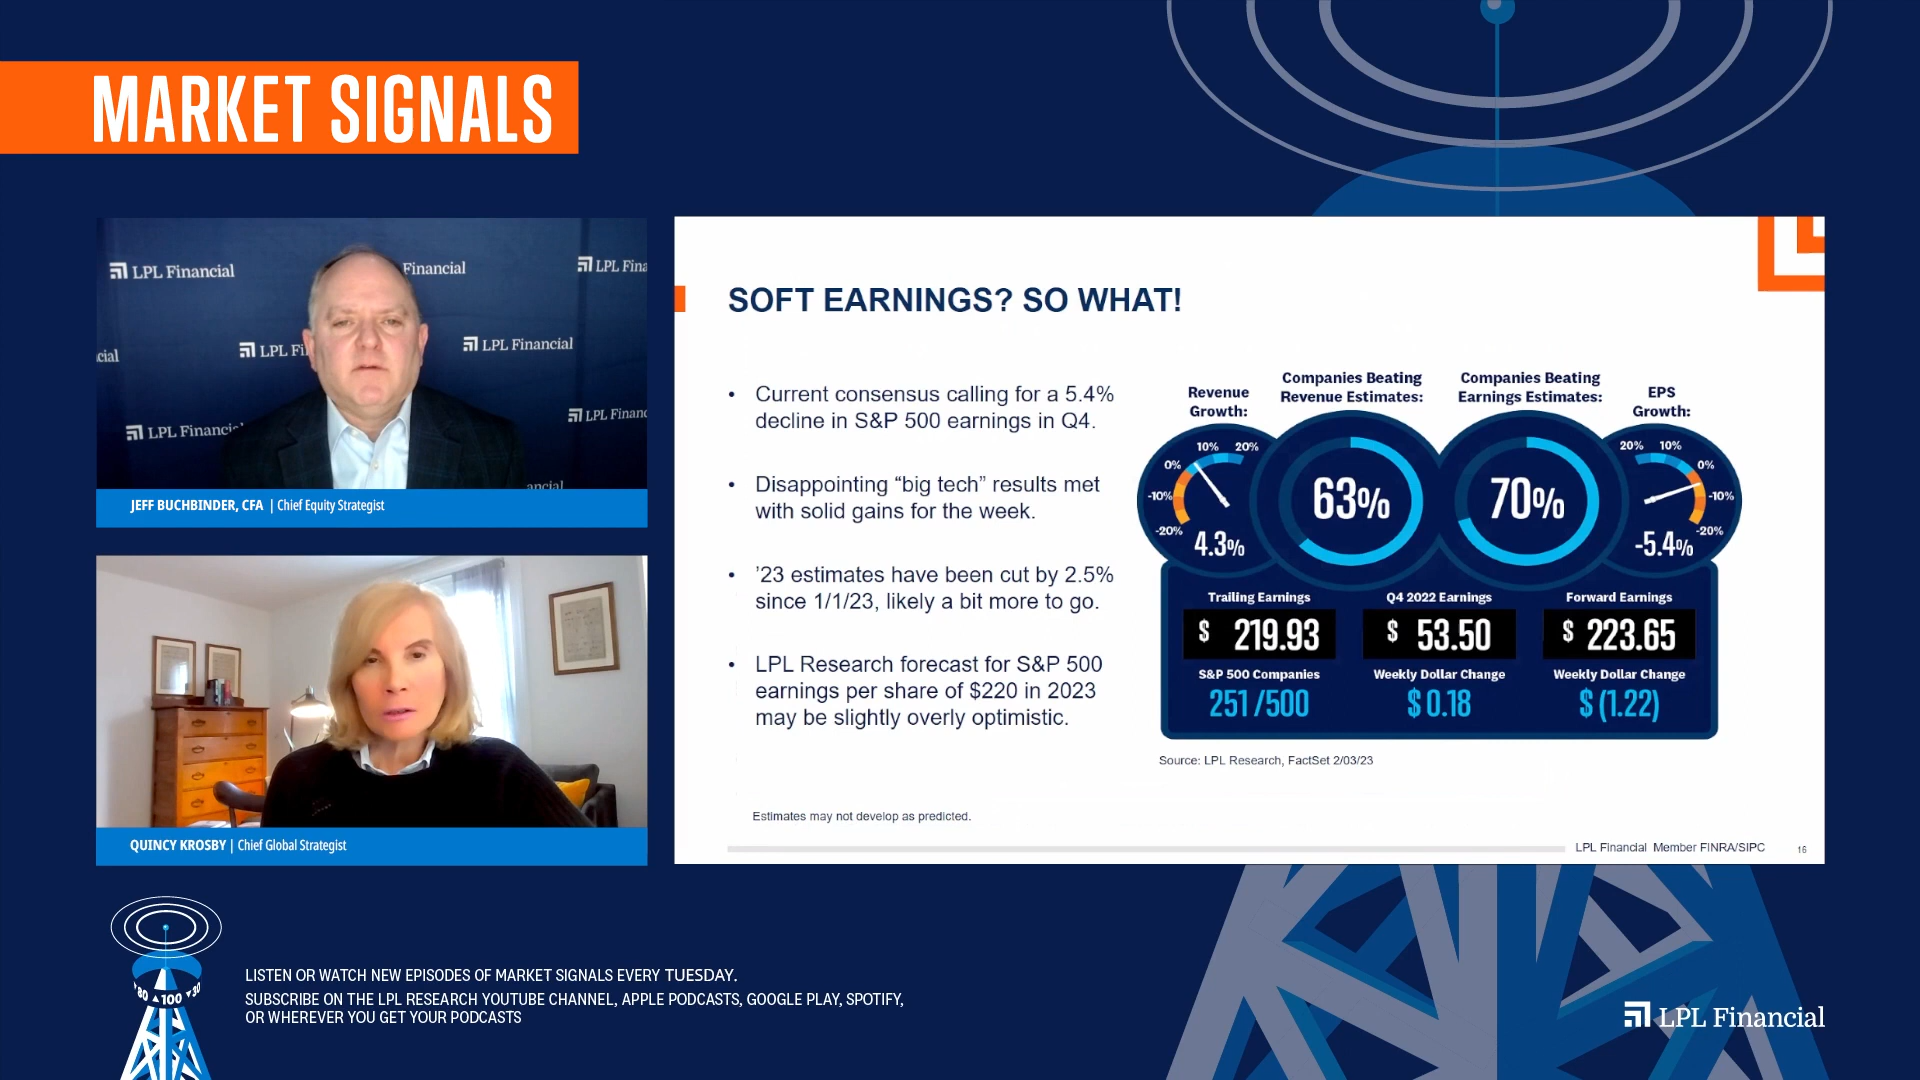 MARKET SIGNALS
LPL Financial
Financial
LPL Fina
cial
LPL Fi
LPL Financial
LPL Financial
LPL Financ
ancial
JEFF BUCHBINDER, CFA | Chief Equity Strategist
QUINCY KROSBY | Chief Global Strategist
SOFT EARNINGS? SO WHAT!
• Current consensus calling for a 5.4%
decline in S&P 500 earnings in Q4.
• Disappointing “big tech” results met
with solid gains for the week.
• ’23 estimates have been cut by 2.5%
since 1/1/23, likely a bit more to go.
• LPL Research forecast for S&P 500
earnings per share of $220 in 2023
may be slightly overly optimistic.
Estimates may not develop as predicted.
Revenue
Growth:
-20%
-10%
0%
10%
20%
4.3%
Companies Beating
Revenue Estimates:
63%
Companies Beating
Earnings Estimates:
70%
EPS
Growth:
20%
10%
0%
-10%
-20%
-5.4%
Trailing Earnings
$ 219.93
S&P 500 Companies
251/500
Q4 2022 Earnings
$ 53.50
Weekly Dollar Change
$ 0.18
Forward Earnings
$ 223.65
Weekly Dollar Change
$ (1.22)
Source: LPL Research, FactSet 2/03/23
LPL Financial Member FINRA/SIPC
16
80 ▲ 100 ▼ 30
LISTEN OR WATCH NEW EPISODES OF MARKET SIGNALS EVERY TUESDAY.
SUBSCRIBE ON THE LPL RESEARCH YOUTUBE CHANNEL, APPLE PODCASTS, GOOGLE PLAY, SPOTIFY,
OR WHEREVER YOU GET YOUR PODCASTS
LPL Financial